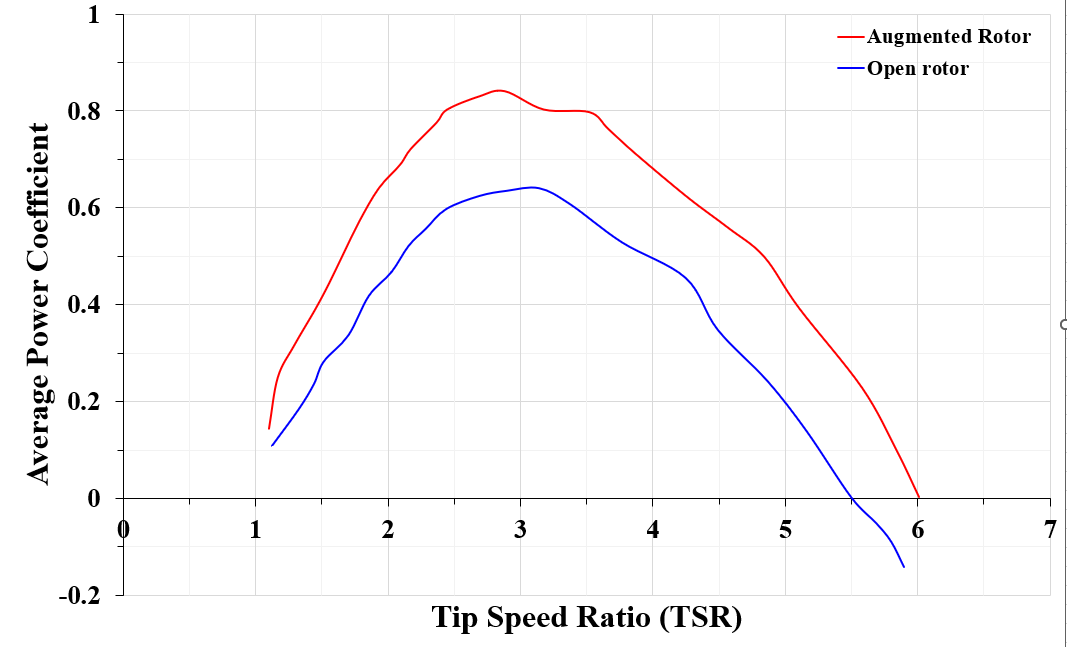 1
0.8
0.6
0.4
0.2
0
-0.2
Average Power Coefficient
Augmented Rotor
Open rotor
0 1 2 3 4 5 6 7
Tip Speed Ratio (TSR)